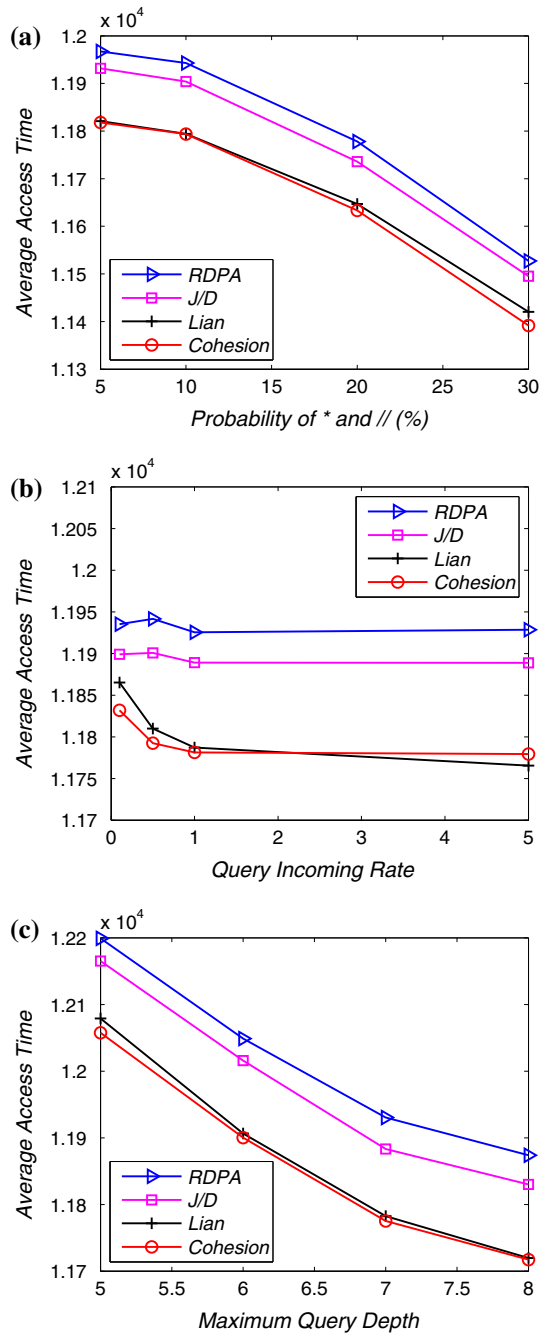 (a)
x 10^4
1.2
1.19
1.18
1.17
1.16
1.15
1.14
1.13
Average Access Time
RDPA
J/D
Lian
Cohesion
5 10 15 20 25 30
Probability of * and // (%)
(b)
x 10^4
1.21
1.205
1.2
1.195
1.19
1.185
1.18
1.175
1.17
Average Access Time
RDPA
J/D
Lian
Cohesion
0 1 2 3 4 5
Query Incoming Rate
(c)
x 10^4
1.22
1.21
1.2
1.19
1.18
1.17
Average Access Time
RDPA
J/D
Lian
Cohesion
5 5.5 6 6.5 7 7.5 8
Maximum Query Depth